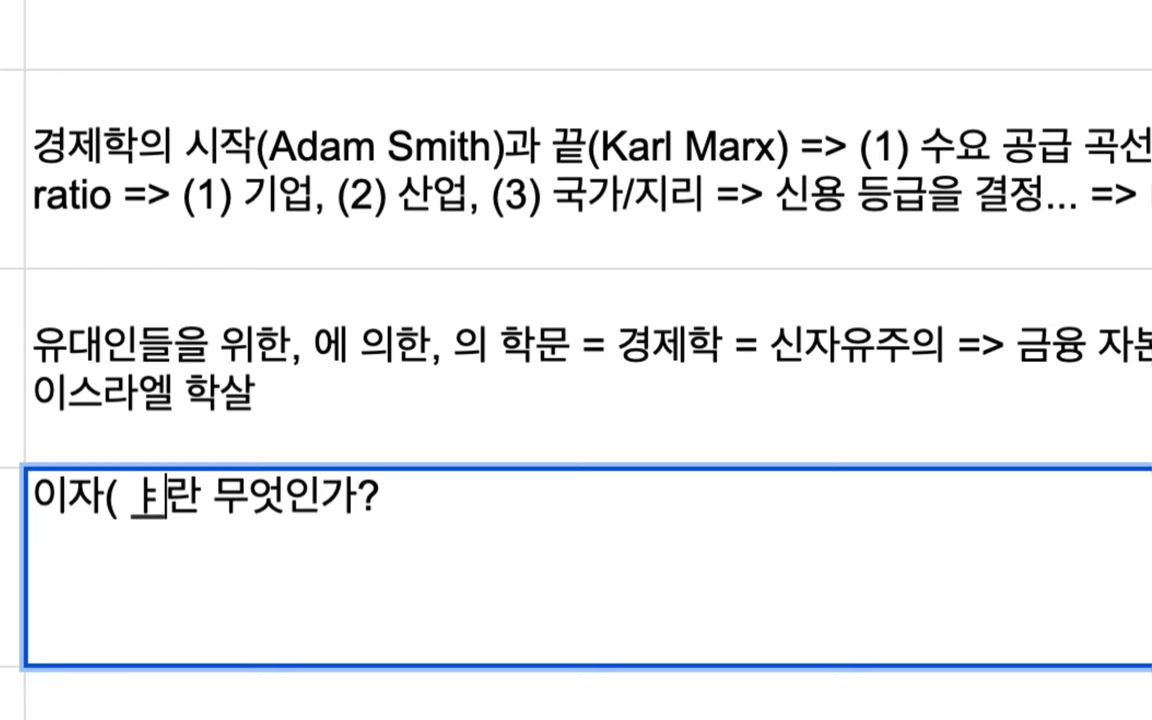 경제학의 시작(Adam Smith)과 끝(Karl Marx) => (1) 수요 공급 곡선
ratio => (1) 기업, (2) 산업, (3) 국가/지리 => 신용 등급을 결정... =>
유대인들을 위한, 에 의한, 의 학문 = 경제학 = 신자유주의 => 금융 자본
이스라엘 학살
이자( ㅑ란 무엇인가?